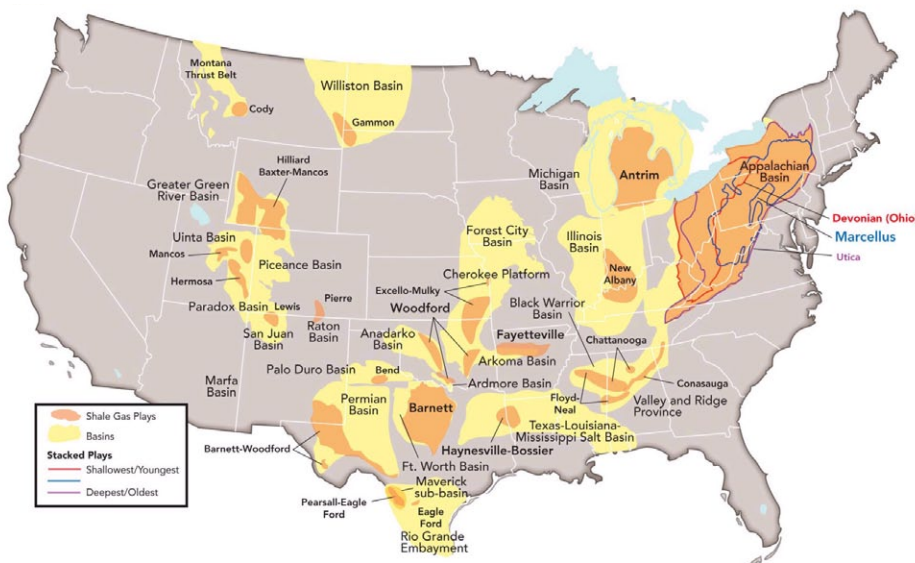 Montana
Thrust Belt
Cody
Williston Basin
Gammon
Hilliard
Baxter-Mancos
Greater Green
River Basin
Uinta Basin
Mancos
Piceance Basin
Hermosa
Paradox Basin
Lewis
San Juan
Basin
Pierre
Raton
Basin
Marfa
Basin
Michigan
Basin
Antrim
Appalachian
Basin
Devonian (Ohio
Marcellus
Utica
Forest City
Basin
Illinois
Basin
New
Albany
Cherokee Platform
Excello-Mulky
Woodford
Anadarko
Basin
Black Warrior
Basin
Fayetteville
Arkoma Basin
Ardmore Basin
Chattanooga
Conasauga
Floyd-
Neal
Valley and Ridge
Province
Palo Duro Basin
Bend
Permian
Basin
Barnett
Barnett-Woodford
Ft. Worth Basin
Haynesville-Bossier
Texas-Louisiana-
Mississippi Salt Basin
Maverick
sub-basin
Pearsall-Eagle
Ford
Eagle
Ford
Rio Grande
Embayment
Shale Gas Plays
Basins
Stacked Plays
Shallowest/Youngest
Deepest/Oldest